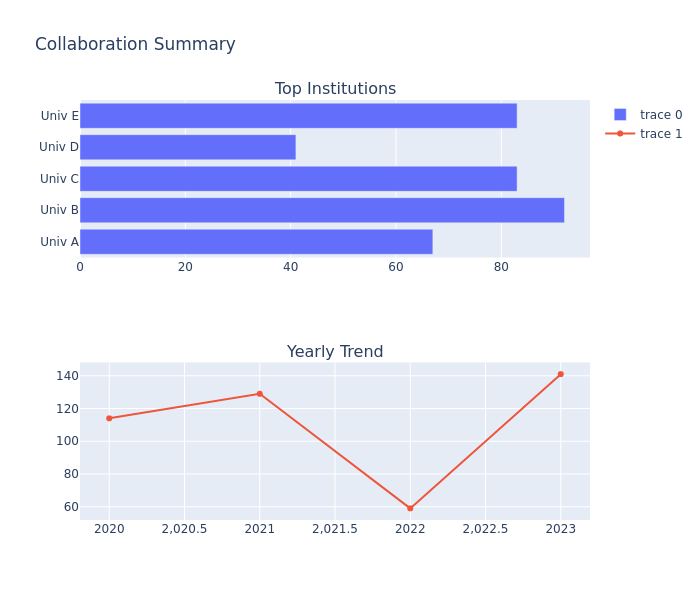 Collaboration Summary
Top Institutions
Univ E
Univ D
Univ C
Univ B
Univ A
0 20 40 60 80
trace 0
trace 1
Yearly Trend
140
120
100
80
60
2020 2,020.5 2021 2,021.5 2022 2,022.5 2023